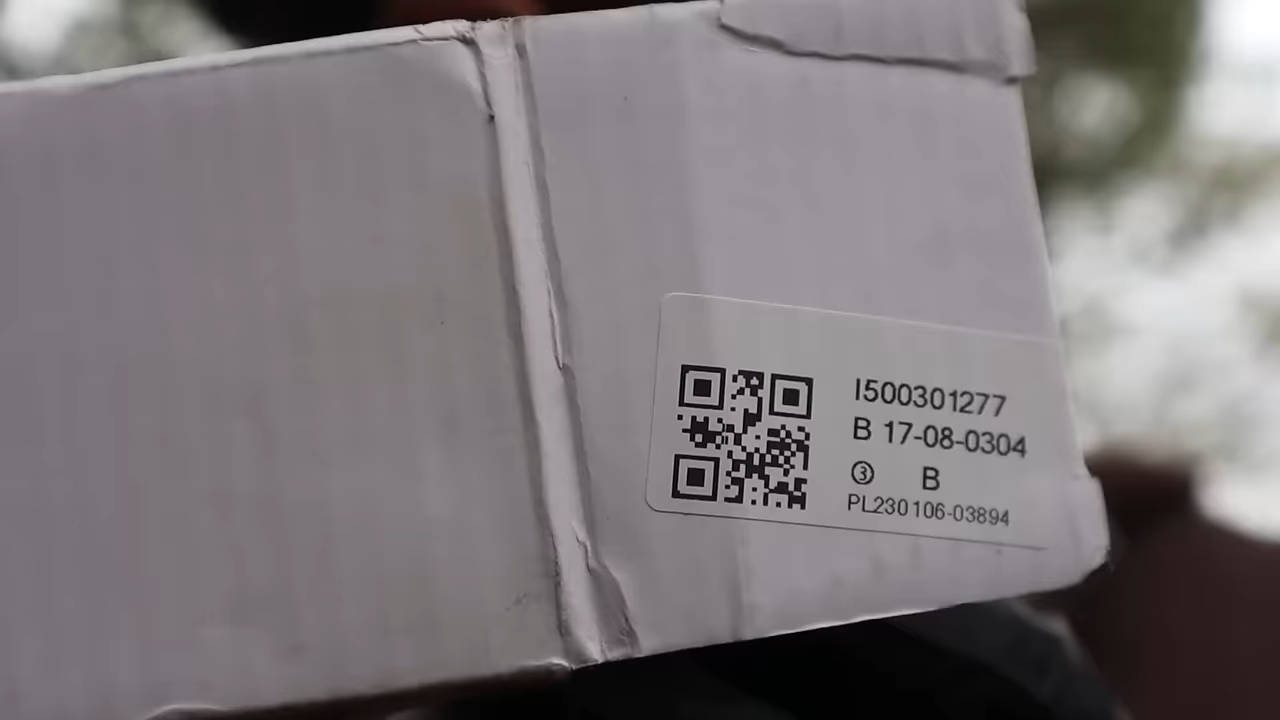 I500301277
B 17-08-0304
③ B
PL230106-03894